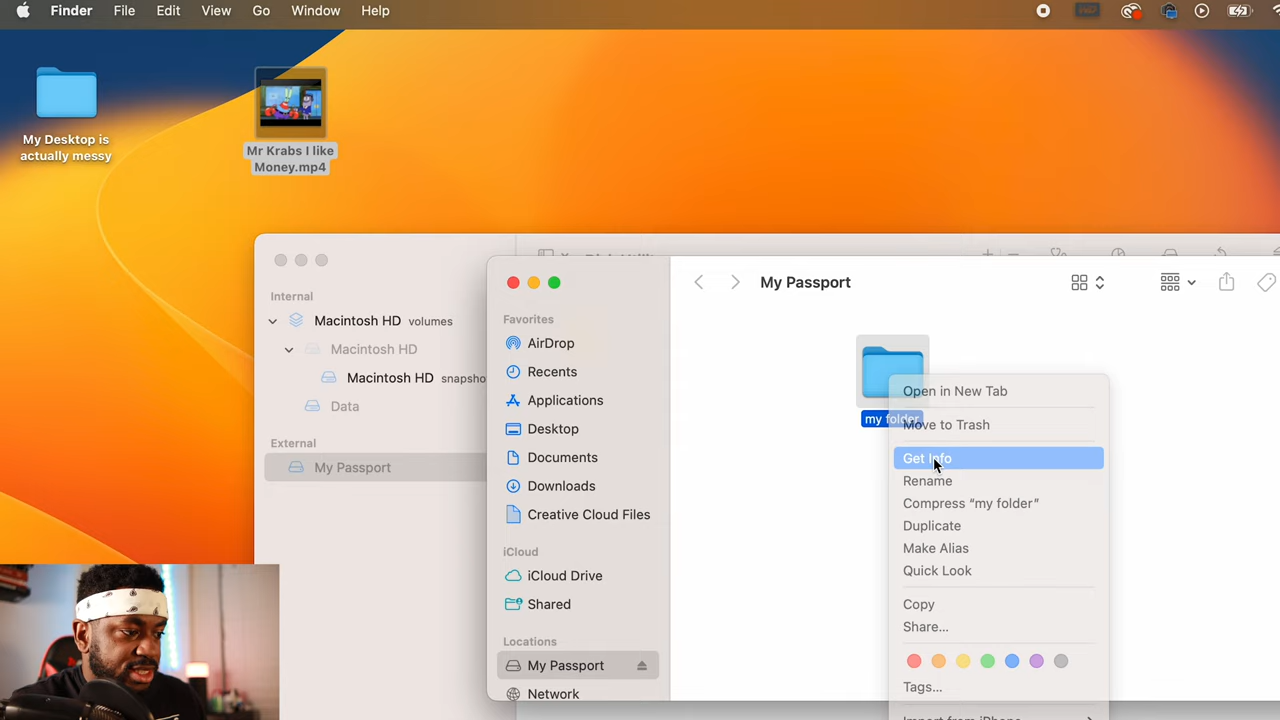 Finder File Edit View Go Window Help
My Desktop is
actually messy
Mr Krabs I like
Money.mp4
Internal
Macintosh HD volumes
Macintosh HD
Macintosh HD
Data
External
My Passport
My Passport
Favorites
AirDrop
Recents
Applications
Desktop
Documents
Downloads
Creative Cloud Files
iCloud
iCloud Drive
Shared
Locations
My Passport
Network
my folder
Open in New Tab
Move to Trash
Get Info
Rename
Compress “my folder”
Duplicate
Make Alias
Quick Look
Copy
Share...
Tags...
Import from iPhone